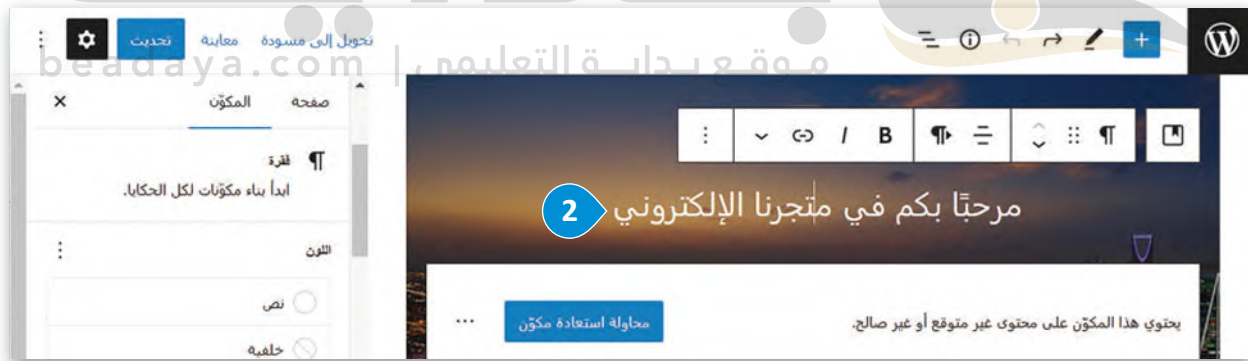 تحويل إلى مسودة
معاينة
تحديث
beadaya.com | موقع بداية التعليمي
صفحة
المكوّن
B I
فقرة
ابدأ بناء مكوّنات لكل الحكايا.
مرحبًا بكم في متجرنا الإلكتروني
2
اللون
نص
خلفية
يحتوي هذا المكوّن على محتوى غير متوقع أو غير صالح.
محاولة استعادة مكوّن